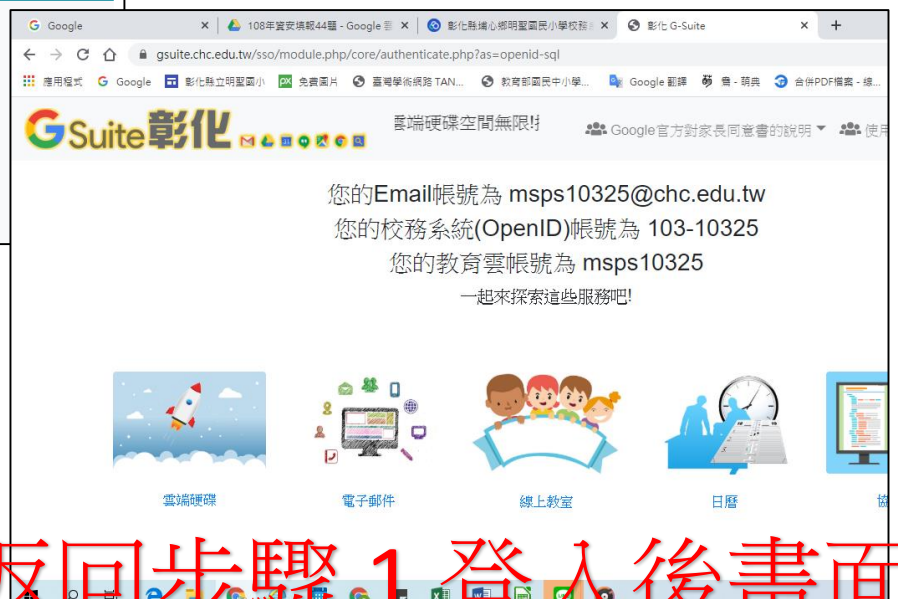 Google
108年資安填報44題 - Google 雲
彰化縣埔心鄉明聖國民小學校務
彰化 G-Suite
gsuite.chc.edu.tw/sso/module.php/core/authenticate.php?as=openid-sql
應用程式 Google 彰化縣立明聖國小 免費圖片 臺灣學術網路 TAN... 教育部國民中小學... Google 翻譯 - 萌典 合併PDF檔案 - 線...
GSuite彰化 雲端硬碟空間無限! Google官方對家長同意書的說明 使用
您的Email帳號為 msps10325@chc.edu.tw
您的校務系統(OpenID)帳號為 103-10325
您的教育雲帳號為 msps10325
一起來探索這些服務吧!
雲端硬碟 電子郵件 線上教室 日曆 協
返回步驟 1 登入後畫面